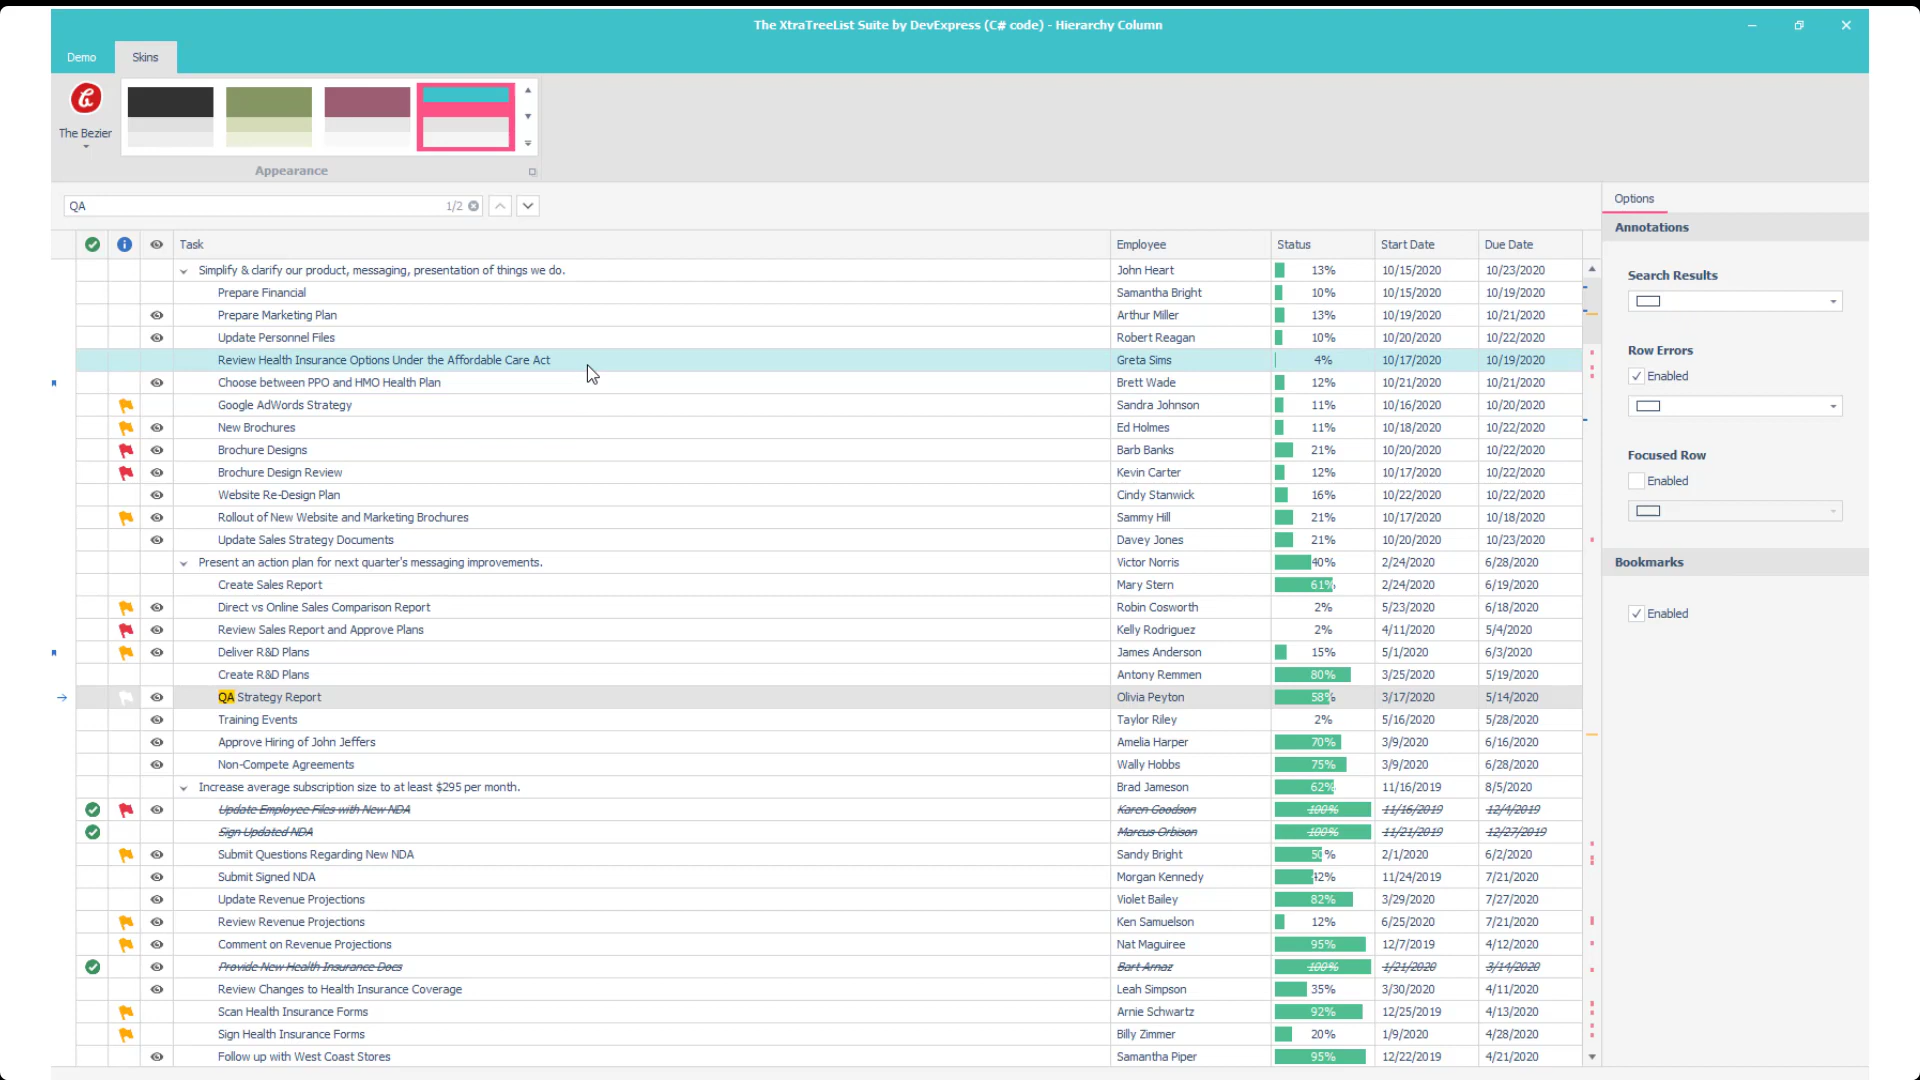 The XtraTreeList Suite by DevExpress (C# code) - Hierarchy Column
Demo Skins
The Bezier
Appearance
QA 1/2
Options
Task Employee Status Start Date Due Date
Annotations
Simplify & clarify our product, messaging, presentation of things we do. John Heart 13% 10/15/2020 10/23/2020
Search Results
Prepare Financial Samantha Bright 10% 10/15/2020 10/19/2020
Prepare Marketing Plan Arthur Miller 13% 10/19/2020 10/21/2020
Update Personnel Files Robert Reagan 10% 10/20/2020 10/22/2020
Row Errors
Review Health Insurance Options Under the Affordable Care Act Greta Sims 4% 10/17/2020 10/19/2020
Enabled
Choose between PPO and HMO Health Plan Brett Wade 12% 10/21/2020 10/21/2020
Google AdWords Strategy Sandra Johnson 11% 10/16/2020 10/20/2020
New Brochures Ed Holmes 11% 10/18/2020 10/22/2020
Brochure Designs Barb Banks 21% 10/20/2020 10/22/2020
Focused Row
Brochure Design Review Kevin Carter 12% 10/17/2020 10/22/2020
Enabled
Website Re-Design Plan Cindy Stanwick 16% 10/22/2020 10/22/2020
Rollout of New Website and Marketing Brochures Sammy Hill 21% 10/17/2020 10/18/2020
Update Sales Strategy Documents Davey Jones 21% 10/20/2020 10/23/2020
Present an action plan for next quarter's messaging improvements. Victor Norris 40% 2/24/2020 6/28/2020
Bookmarks
Create Sales Report Mary Stern 61% 2/24/2020 6/19/2020
Direct vs Online Sales Comparison Report Robin Cosworth 2% 5/23/2020 6/18/2020
Enabled
Review Sales Report and Approve Plans Kelly Rodriguez 2% 4/11/2020 5/4/2020
Deliver R&D Plans James Anderson 15% 5/1/2020 6/3/2020
Create R&D Plans Antony Remmen 80% 3/25/2020 5/19/2020
QA Strategy Report Olivia Peyton 58% 3/17/2020 5/14/2020
Training Events Taylor Riley 2% 5/16/2020 5/28/2020
Approve Hiring of John Jeffers Amelia Harper 70% 3/9/2020 6/16/2020
Non-Compete Agreements Wally Hobbs 75% 3/9/2020 6/28/2020
Increase average subscription size to at least $295 per month. Brad Jameson 62% 11/16/2019 8/5/2020
Update Employee Files with New NDA Karen Goodson 100% 11/16/2019 12/4/2019
Sign Updated NDA Marcus Orbison 100% 11/21/2019 12/27/2019
Submit Questions Regarding New NDA Sandy Bright 50% 2/1/2020 6/2/2020
Submit Signed NDA Morgan Kennedy 42% 11/24/2019 7/21/2020
Update Revenue Projections Violet Bailey 82% 3/29/2020 7/27/2020
Review Revenue Projections Ken Samuelson 12% 6/25/2020 7/21/2020
Comment on Revenue Projections Nat Maguiree 95% 12/7/2019 4/12/2020
Provide New Health Insurance Docs Bart Arnaz 100% 1/21/2020 3/14/2020
Review Changes to Health Insurance Coverage Leah Simpson 35% 3/30/2020 4/11/2020
Scan Health Insurance Forms Arnie Schwartz 92% 12/25/2019 4/13/2020
Sign Health Insurance Forms Billy Zimmer 20% 1/9/2020 4/28/2020
Follow up with West Coast Stores Samantha Piper 95% 12/22/2019 4/21/2020